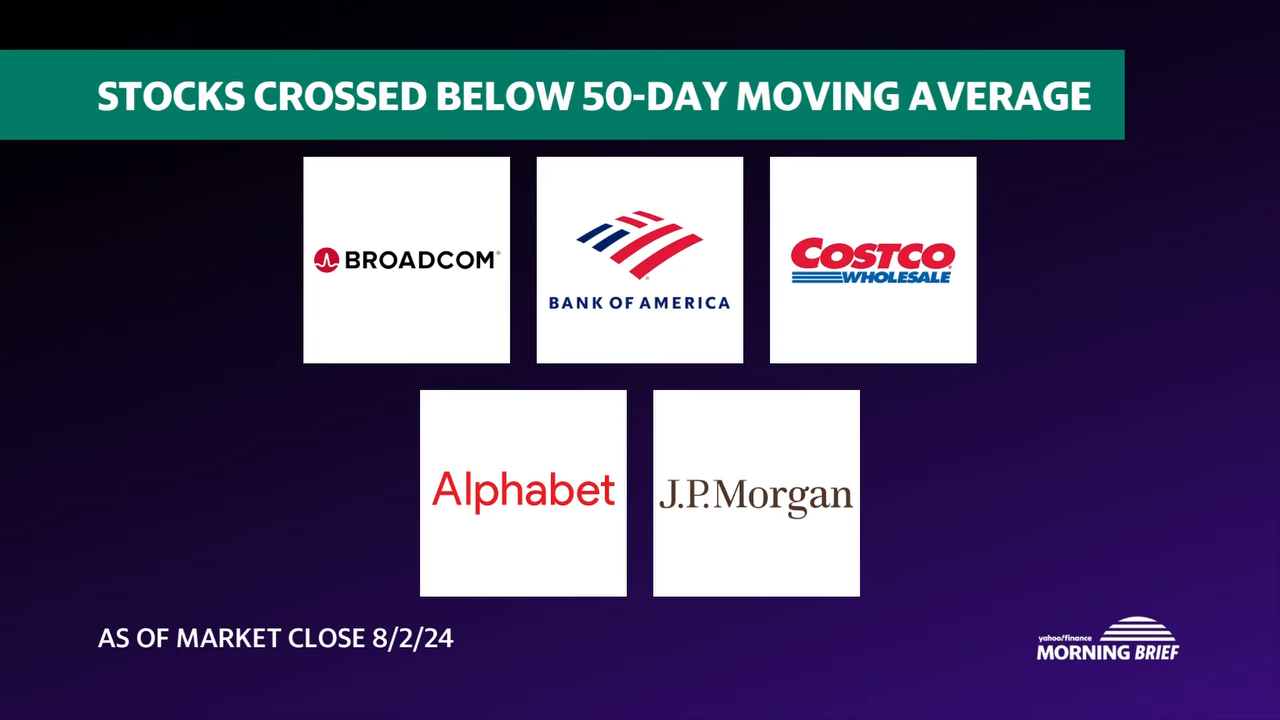 STOCKS CROSSED BELOW 50-DAY MOVING AVERAGE
BROADCOM®
BANK OF AMERICA
COSTCO
WHOLESALE
Alphabet
J.P.Morgan
AS OF MARKET CLOSE 8/2/24
yahoo/finance
MORNING BRIEF